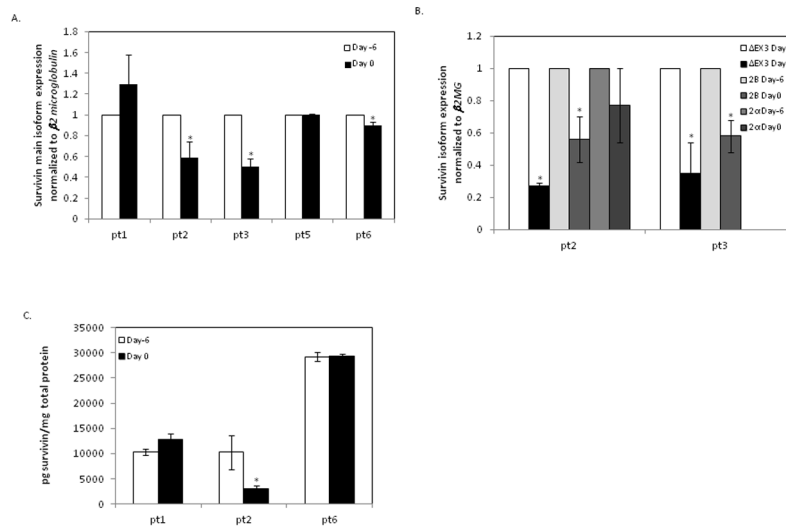 A.
Survivin main isoform expression
normalized to β2 microglobulin
1.8
1.6
1.4
1.2
1
0.8
0.6
0.4
0.2
0
Day -6
Day 0
*
*
*
pt1
pt2
pt3
pt5
pt6
B.
Survivin isoform expression
normalized to β2MG
1.2
1
0.8
0.6
0.4
0.2
0
*
*
*
*
pt2
pt3
ΔEX3 Day
ΔEX3 Day
2B Day-6
2B Day0
2α Day-6
2α Day0
C.
pg survivin/mg total protein
35000
30000
25000
20000
15000
10000
5000
0
Day-6
Day 0
*
pt1
pt2
pt6